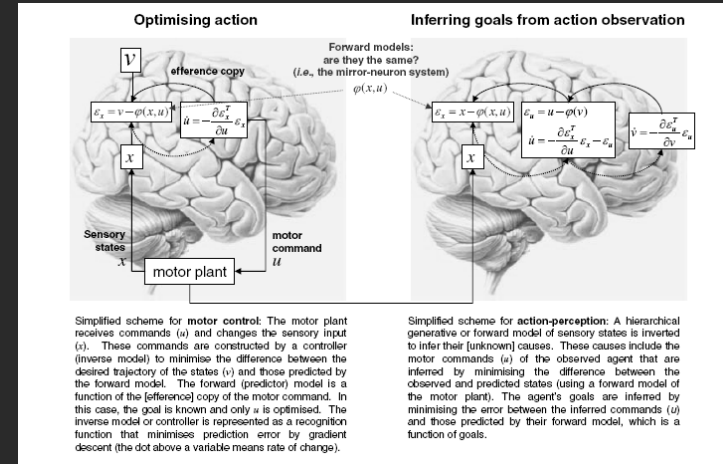 Optimising action
Inferring goals from action observation
Forward models:
are they the same?
(i.e., the mirror-neuron system)
φ(x,u)
v
efference copy
εₓ = v − φ(x,u)
u̇ = − ∂εₓᵀ/∂u εₓ
x
Sensory
states
x
motor plant
motor
command
u
εₓ = x − φ(x,u)
εᵤ = u − φ(v)
u̇ = − ∂εₓᵀ/∂u εₓ − εᵤ
v̇ = − ∂εᵤᵀ/∂v εᵤ
x
Simplified scheme for motor control: The motor plant
receives commands (u) and changes the sensory input
(x). These commands are constructed by a controller
(inverse model) to minimise the difference between the
desired trajectory of the states (v) and those predicted by
the forward model. The forward (predictor) model is a
function of the [efference] copy of the motor command. In
this case, the goal is known and only u is optimised. The
inverse model or controller is represented as a recognition
function that minimises prediction error by gradient
descent (the dot above a variable means rate of change).
Simplified scheme for action-perception: A hierarchical
generative or forward model of sensory states is inverted
to infer their [unknown] causes. These causes include the
motor commands (u) of the observed agent that are
inferred by minimising the difference between the
observed and predicted states (using a forward model of
the motor plant). The agent's goals are inferred by
minimising the error between the inferred commands (u)
and those predicted by their forward model, which is a
function of goals.